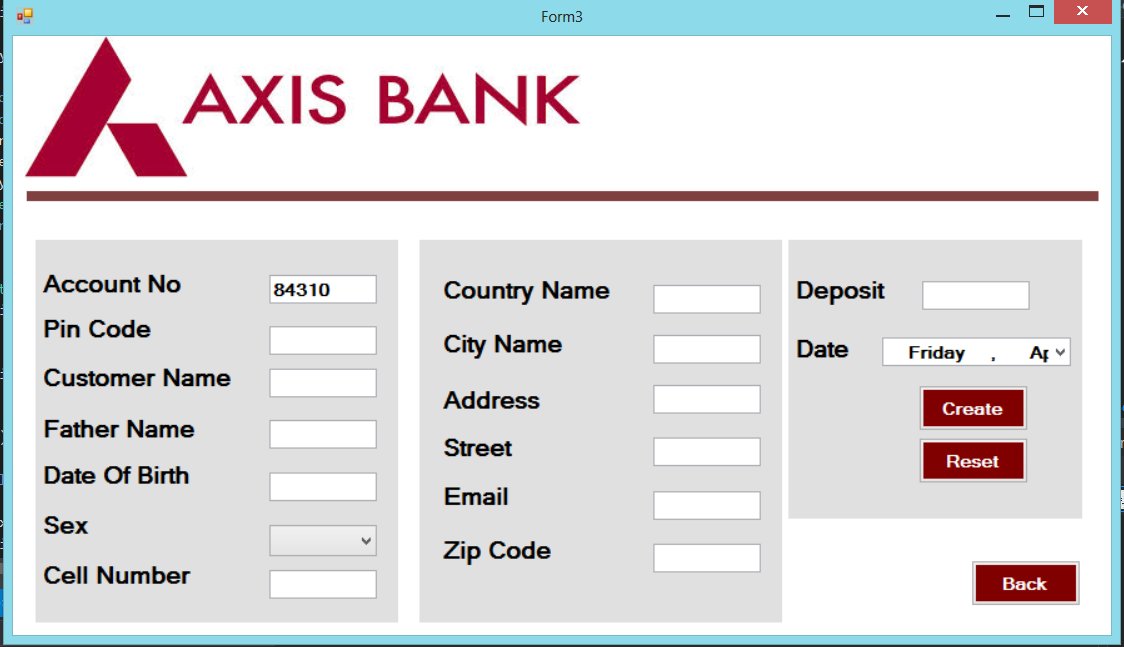 Form3
AXIS BANK
Account No 84310
Pin Code
Customer Name
Father Name
Date Of Birth
Sex
Cell Number
Country Name
City Name
Address
Street
Email
Zip Code
Deposit
Date Friday , Ap
Create
Reset
Back